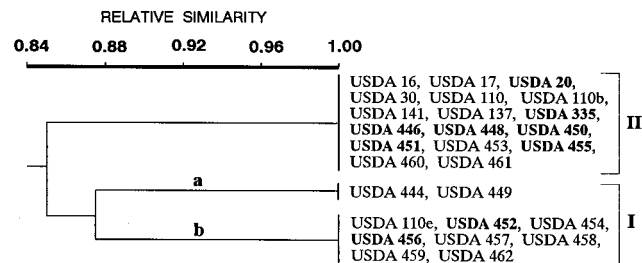 RELATIVE SIMILARITY
0.84 0.88 0.92 0.96 1.00
USDA 16, USDA 17, USDA 20,
USDA 30, USDA 110, USDA 110b,
USDA 141, USDA 137, USDA 335,
USDA 446, USDA 448, USDA 450,
USDA 451, USDA 453, USDA 455,
USDA 460, USDA 461
II
a
USDA 444, USDA 449
I
b
USDA 110e, USDA 452, USDA 454,
USDA 456, USDA 457, USDA 458,
USDA 459, USDA 462